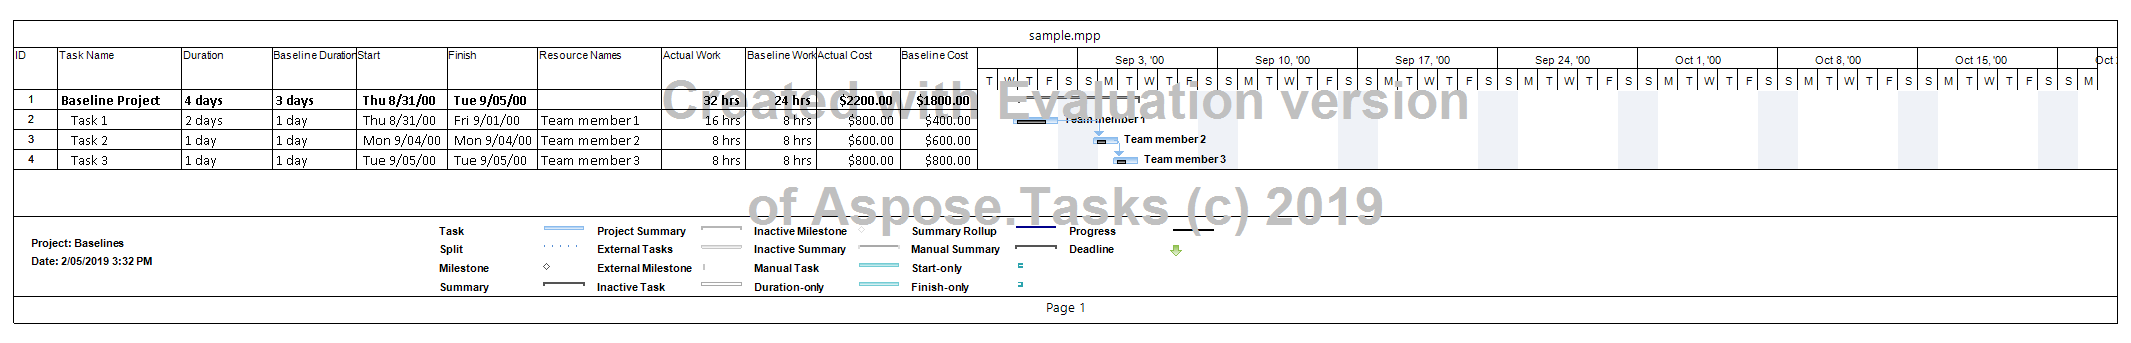 sample.mpp
ID Task Name Duration Baseline Duration Start Finish Resource Names Actual Work Baseline Work Actual Cost Baseline Cost
Sep 3, '00 Sep 10, '00 Sep 17, '00 Sep 24, '00 Oct 1, '00 Oct 8, '00 Oct 15, '00 Oct
T W T F S S M T W T F S S M T W T F S S M T W T F S S M T W T F S S M T W T F S S M T W T F S S M T W T F S S M
1 Baseline Project 4 days 3 days Thu 8/31/00 Tue 9/05/00 32 hrs 24 hrs $2200.00 $1800.00
2 Task 1 2 days 1 day Thu 8/31/00 Fri 9/01/00 Team member 1 16 hrs 8 hrs $800.00 $400.00 Team member 1
3 Task 2 1 day 1 day Mon 9/04/00 Mon 9/04/00 Team member 2 8 hrs 8 hrs $600.00 $600.00 Team member 2
4 Task 3 1 day 1 day Tue 9/05/00 Tue 9/05/00 Team member 3 8 hrs 8 hrs $800.00 $800.00 Team member 3
Created with Evaluation version
of Aspose.Tasks (c) 2019
Project: Baselines
Date: 2/05/2019 3:32 PM
Task Project Summary Inactive Milestone Summary Rollup Progress
Split External Tasks Inactive Summary Manual Summary Deadline
Milestone External Milestone Manual Task Start-only
Summary Inactive Task Duration-only Finish-only
Page 1